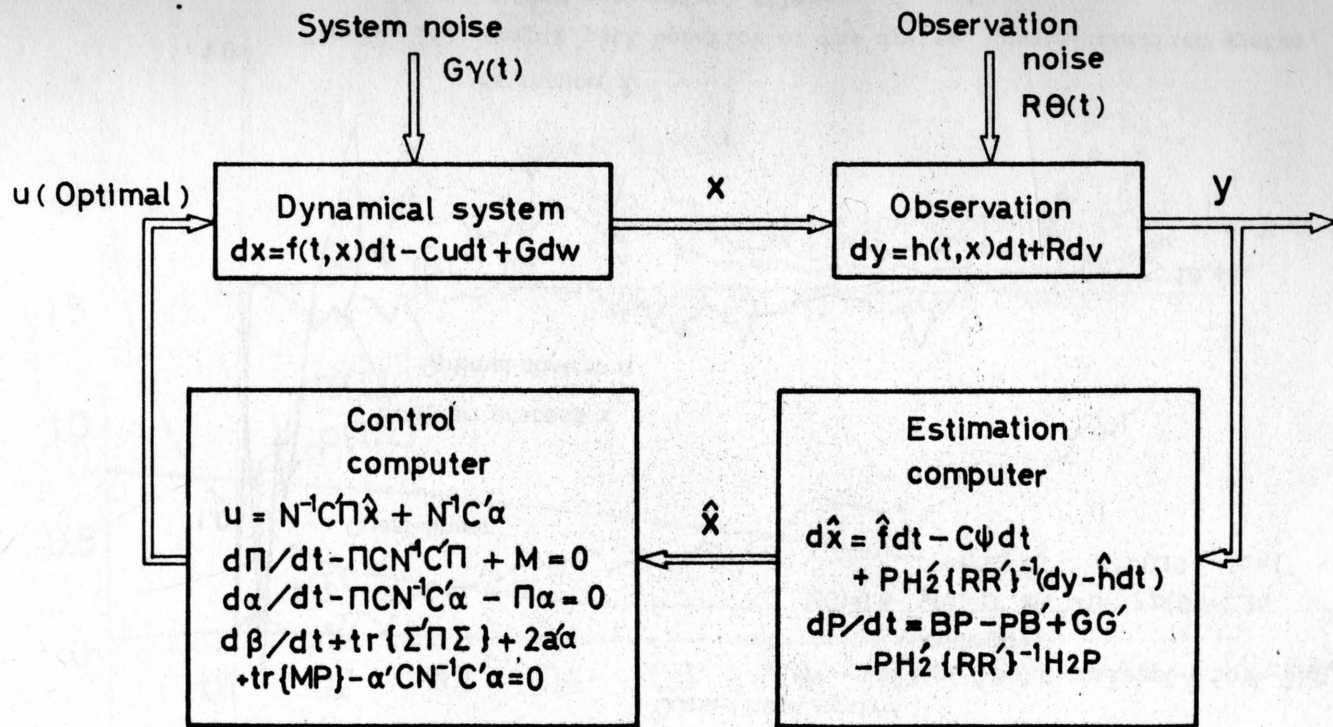 System noise
Gγ(t)
Observation
noise
RΘ(t)
u(Optimal)
Dynamical system
dx=f(t,x)dt-Cudt+Gdw
x
Observation
dy=h(t,x)dt+Rdv
y
Control
computer
u = N⁻¹C'Πx̂ + N⁻¹C'α
dΠ/dt-ΠCN⁻¹C'Π + M = 0
dα/dt-ΠCN⁻¹C'α - Πα = 0
dβ/dt+tr{Σ'ΠΣ} + 2a'α
+tr{MP}-α'CN⁻¹C'α=0
x̂
Estimation
computer
dx̂ = f̂dt - Cψdt
+ PH₂'{RR'}⁻¹(dy-ĥdt)
dP/dt = BP - PB' + GG'
-PH₂'{RR'}⁻¹H₂P